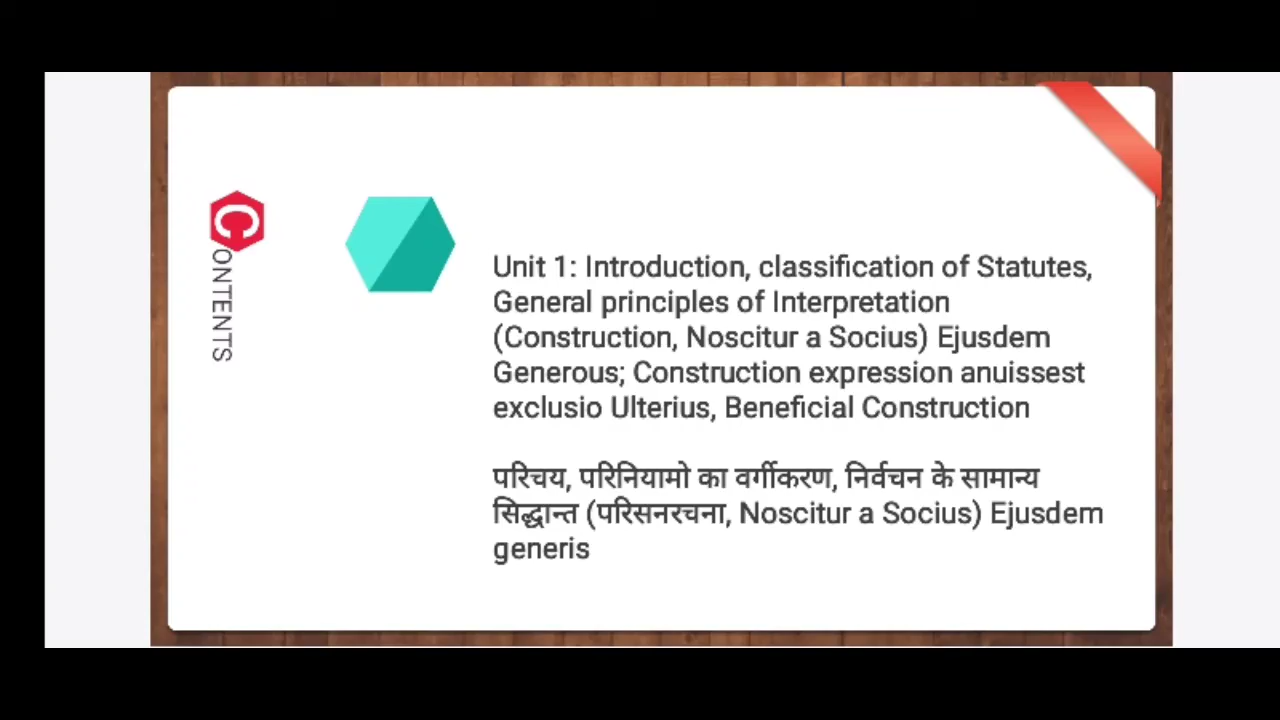 CONTENTS
Unit 1: Introduction, classification of Statutes,
General principles of Interpretation
(Construction, Noscitur a Socius) Ejusdem
Generous; Construction expression anuissest
exclusio Ulterius, Beneficial Construction
परिचय, परिनियामो का वर्गीकरण, निर्वचन के सामान्य
सिद्धान्त (परिसनरचना, Noscitur a Socius) Ejusdem
generis